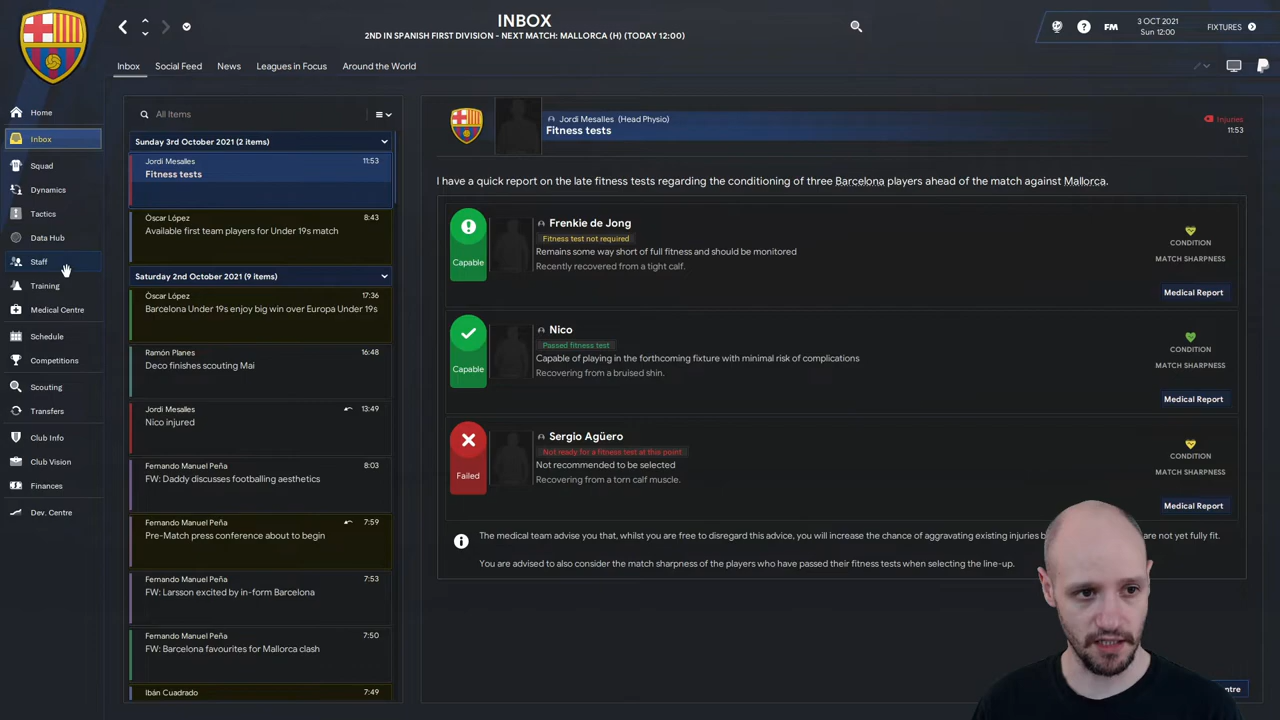 INBOX
2ND IN SPANISH FIRST DIVISION - NEXT MATCH: MALLORCA (H) (TODAY 12:00)
FM
3 OCT 2021
Sun 12:00
FIXTURES
Inbox
Social Feed
News
Leagues in Focus
Around the World
Home
Inbox
Squad
Dynamics
Tactics
Data Hub
Staff
Training
Medical Centre
Schedule
Competitions
Scouting
Transfers
Club Info
Club Vision
Finances
Dev. Centre
All Items
Sunday 3rd October 2021 (2 items)
Jordi Mesalles 11:53
Fitness tests
Òscar López 8:43
Available first team players for Under 19s match
Saturday 2nd October 2021 (9 items)
Òscar López 17:36
Barcelona Under 19s enjoy big win over Europa Under 19s
Ramón Planes 16:48
Deco finishes scouting Mai
Jordi Mesalles 13:49
Nico injured
Fernando Manuel Peña 8:03
FW: Daddy discusses footballing aesthetics
Fernando Manuel Peña 7:59
Pre-Match press conference about to begin
Fernando Manuel Peña 7:53
FW: Larsson excited by in-form Barcelona
Fernando Manuel Peña 7:50
FW: Barcelona favourites for Mallorca clash
Ibán Cuadrado 7:49
Jordi Mesalles (Head Physio)
Fitness tests
Injuries
11:53
I have a quick report on the late fitness tests regarding the conditioning of three Barcelona players ahead of the match against Mallorca.
Capable
Frenkie de Jong
Fitness test not required
Remains some way short of full fitness and should be monitored
Recently recovered from a tight calf.
CONDITION
MATCH SHARPNESS
Medical Report
Capable
Nico
Passed fitness test
Capable of playing in the forthcoming fixture with minimal risk of complications
Recovering from a bruised shin.
CONDITION
MATCH SHARPNESS
Medical Report
Failed
Sergio Agüero
Not ready for a fitness test at this point
Not recommended to be selected
Recovering from a torn calf muscle.
CONDITION
MATCH SHARPNESS
Medical Report
The medical team advise you that, whilst you are free to disregard this advice, you will increase the chance of aggravating existing injuries are not yet fully fit.
You are advised to also consider the match sharpness of the players who have passed their fitness tests when selecting the line-up.